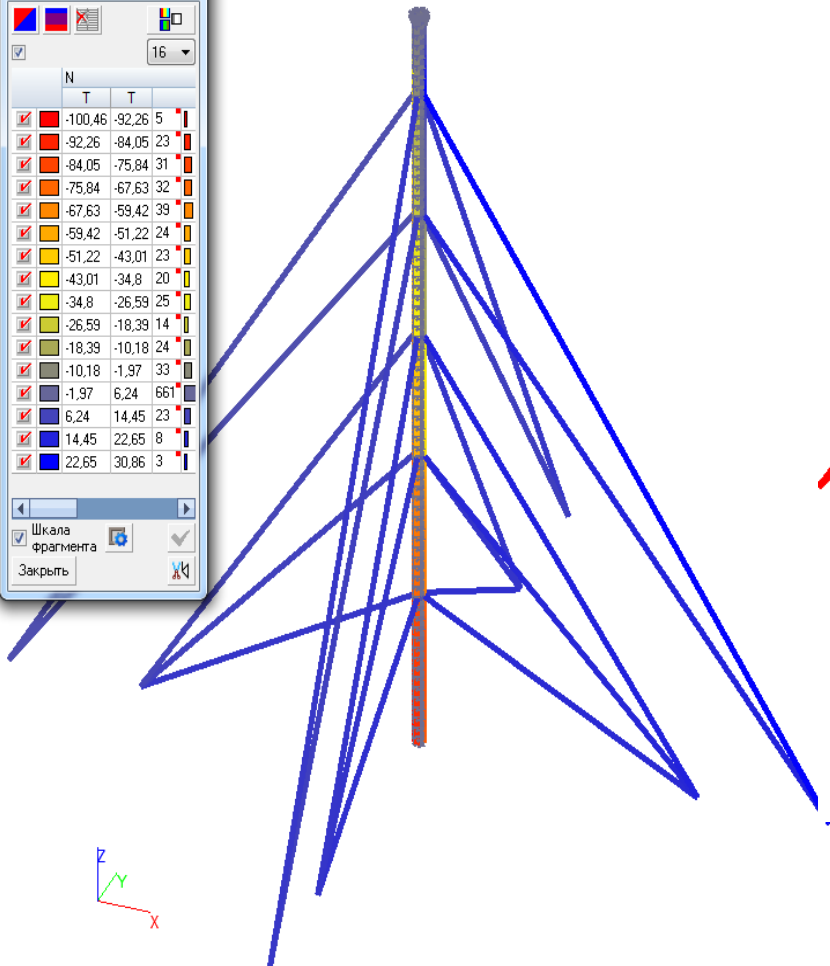 16
N
T T
-100,46 -92,26 5
-92,26 -84,05 23
-84,05 -75,84 31
-75,84 -67,63 32
-67,63 -59,42 39
-59,42 -51,22 24
-51,22 -43,01 23
-43,01 -34,8 20
-34,8 -26,59 25
-26,59 -18,39 14
-18,39 -10,18 24
-10,18 -1,97 33
-1,97 6,24 661
6,24 14,45 23
14,45 22,65 8
22,65 30,86 3
Шкала
фрагмента
Закрыть
Z
Y
X